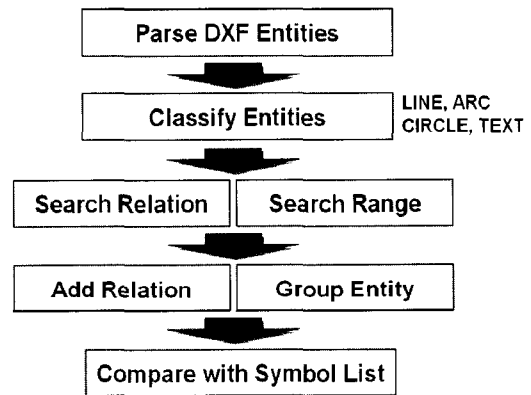 Parse DXF Entities
Classify Entities
LINE, ARC
CIRCLE, TEXT
Search Relation
Search Range
Add Relation
Group Entity
Compare with Symbol List